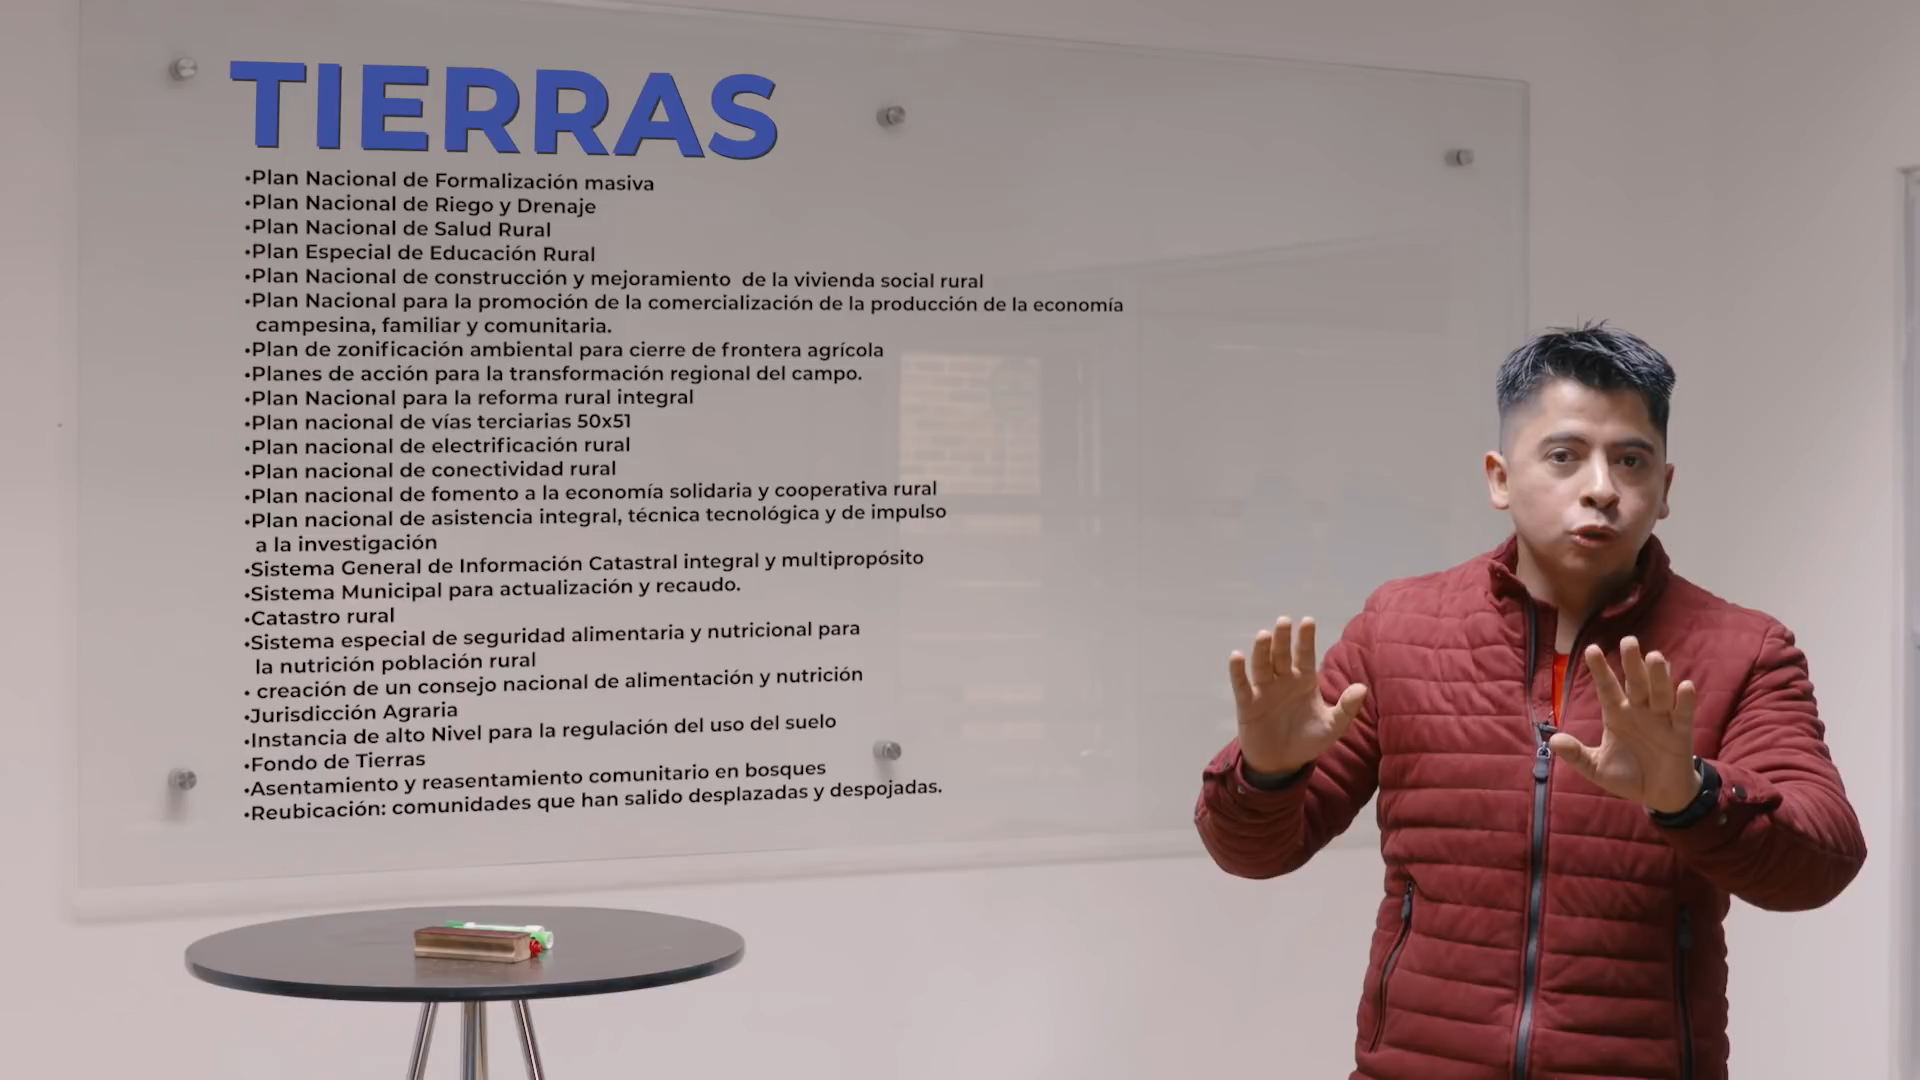 TIERRAS
•Plan Nacional de Formalización masiva
•Plan Nacional de Riego y Drenaje
•Plan Nacional de Salud Rural
•Plan Especial de Educación Rural
•Plan Nacional de construcción y mejoramiento de la vivienda social rural
•Plan Nacional para la promoción de la comercialización de la producción de la economía
campesina, familiar y comunitaria.
•Plan de zonificación ambiental para cierre de frontera agrícola
•Planes de acción para la transformación regional del campo.
•Plan Nacional para la reforma rural integral
•Plan nacional de vías terciarias 50x51
•Plan nacional de electrificación rural
•Plan nacional de conectividad rural
•Plan nacional de fomento a la economía solidaria y cooperativa rural
•Plan nacional de asistencia integral, técnica tecnológica y de impulso
a la investigación
•Sistema General de Información Catastral integral y multipropósito
•Sistema Municipal para actualización y recaudo.
•Catastro rural
•Sistema especial de seguridad alimentaria y nutricional para
la nutrición población rural
• creación de un consejo nacional de alimentación y nutrición
•Jurisdicción Agraria
•Instancia de alto Nivel para la regulación del uso del suelo
•Fondo de Tierras
•Asentamiento y reasentamiento comunitario en bosques
•Reubicación: comunidades que han salido desplazadas y despojadas.